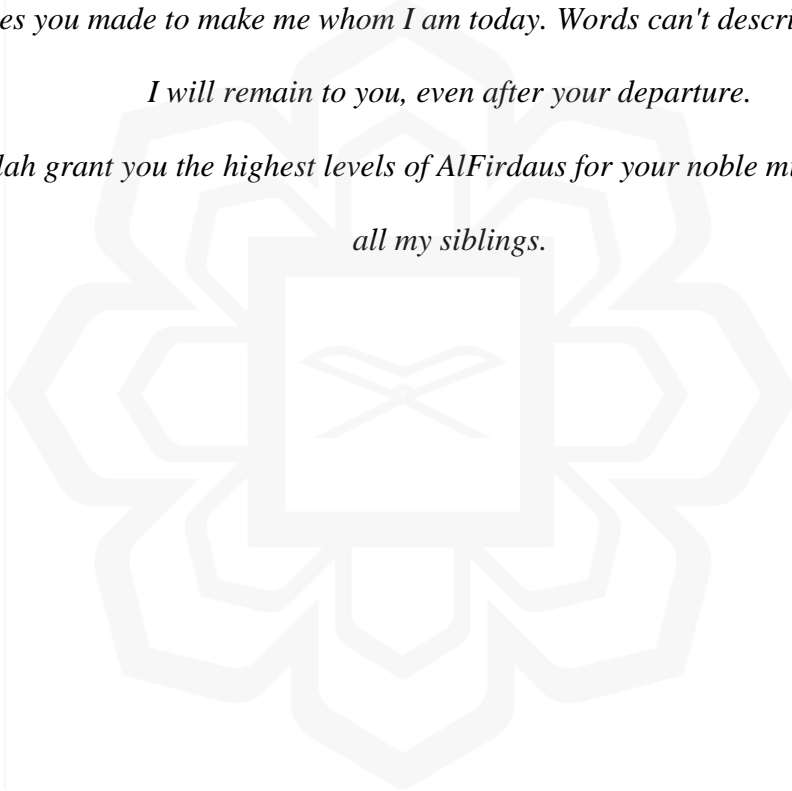 es you made to make me whom I am today. Words can't descri
I will remain to you, even after your departure.
lah grant you the highest levels of AlFirdaus for your noble m
all my siblings.